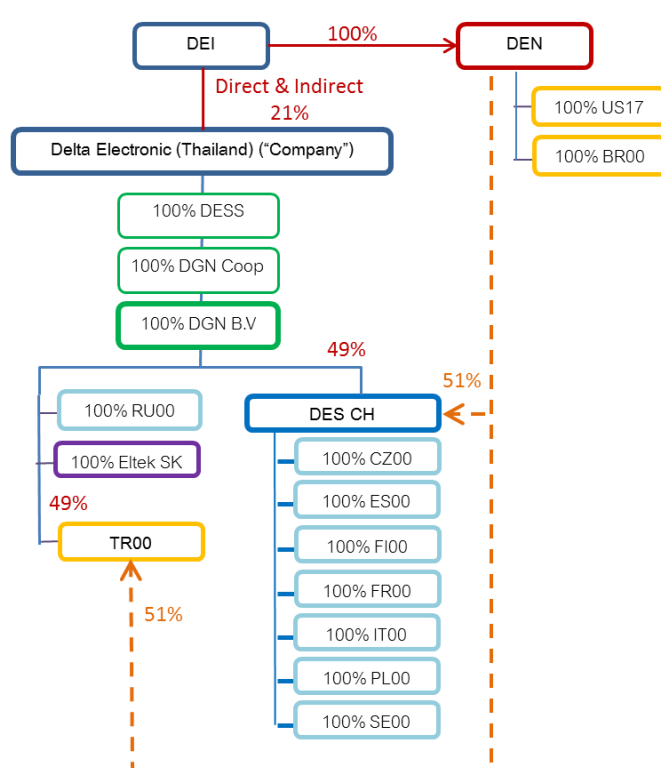 DEI
100%
DEN
Direct & Indirect
21%
100% US17
Delta Electronic (Thailand) (“Company”)
100% BR00
100% DESS
100% DGN Coop
100% DGN B.V
49%
51%
100% RU00
DES CH
100% Eltek SK
100% CZ00
49%
100% ES00
TR00
100% FI00
51%
100% FR00
100% IT00
100% PL00
100% SE00